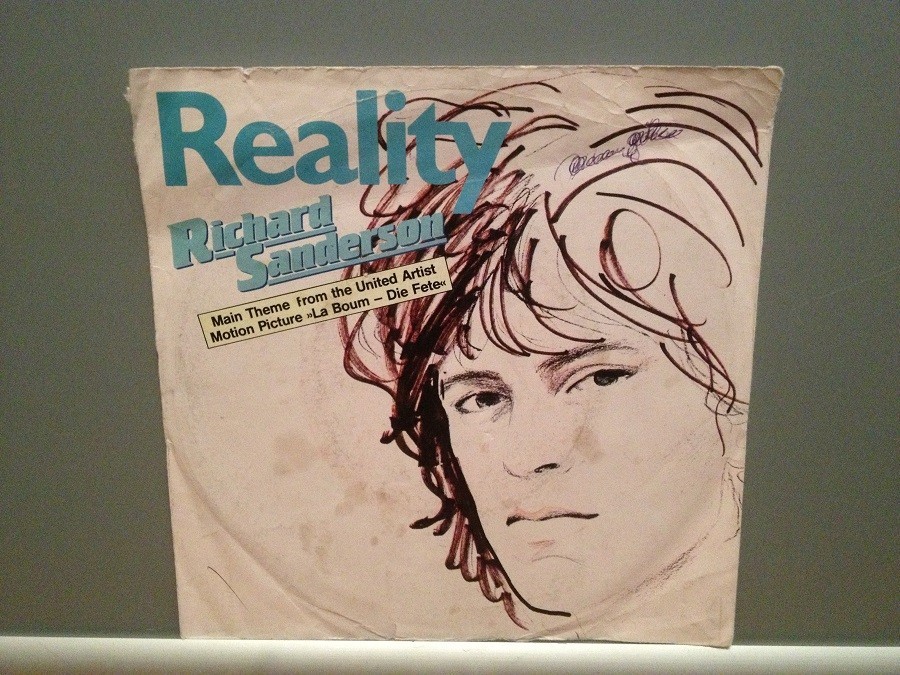 Reality
Richard
Sanderson
Main Theme from the United Artist
Motion Picture »La Boum – Die Fete«